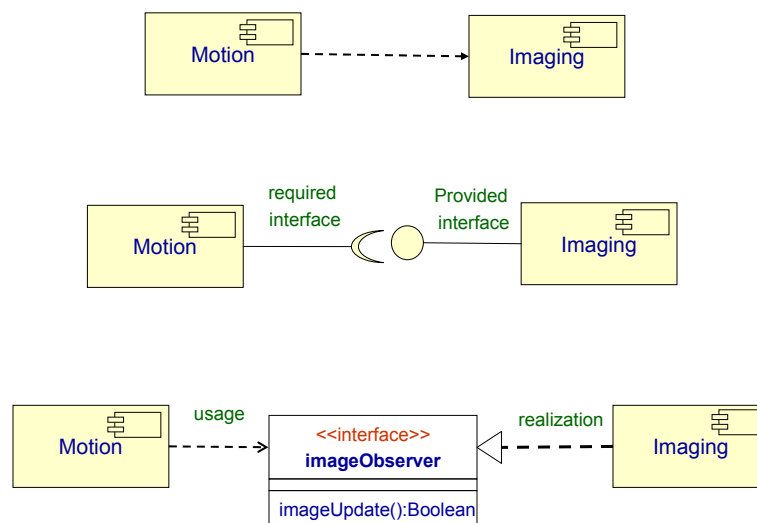 Motion
Imaging
required
interface
Provided
interface
Motion
Imaging
usage
realization
Motion
<<interface>>
imageObserver
Imaging
imageUpdate():Boolean